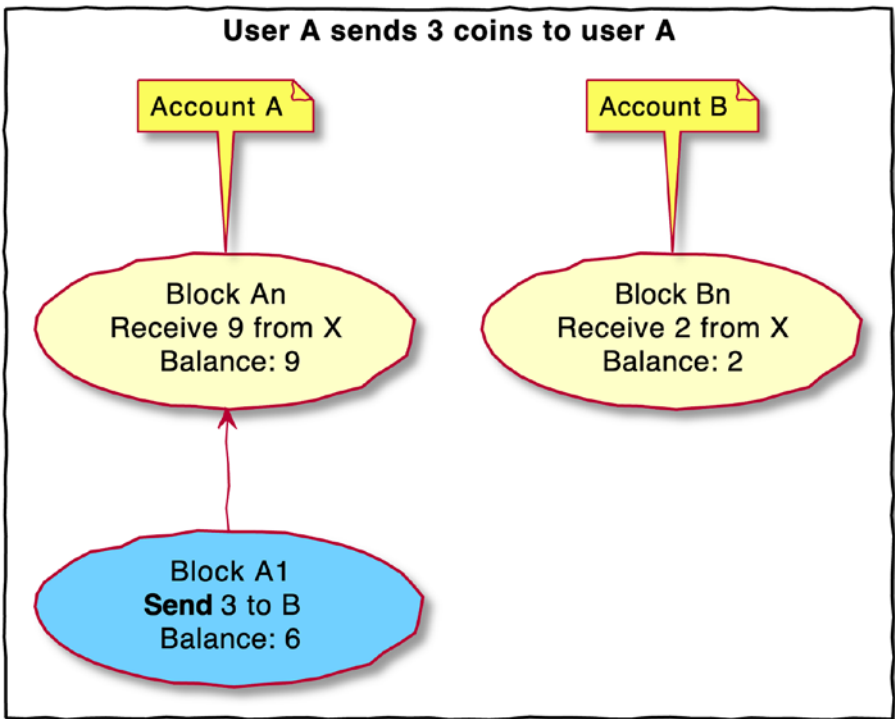 User A sends 3 coins to user A
Account A
Account B
Block An
Receive 9 from X
Balance: 9
Block Bn
Receive 2 from X
Balance: 2
Block A1
Send 3 to B
Balance: 6